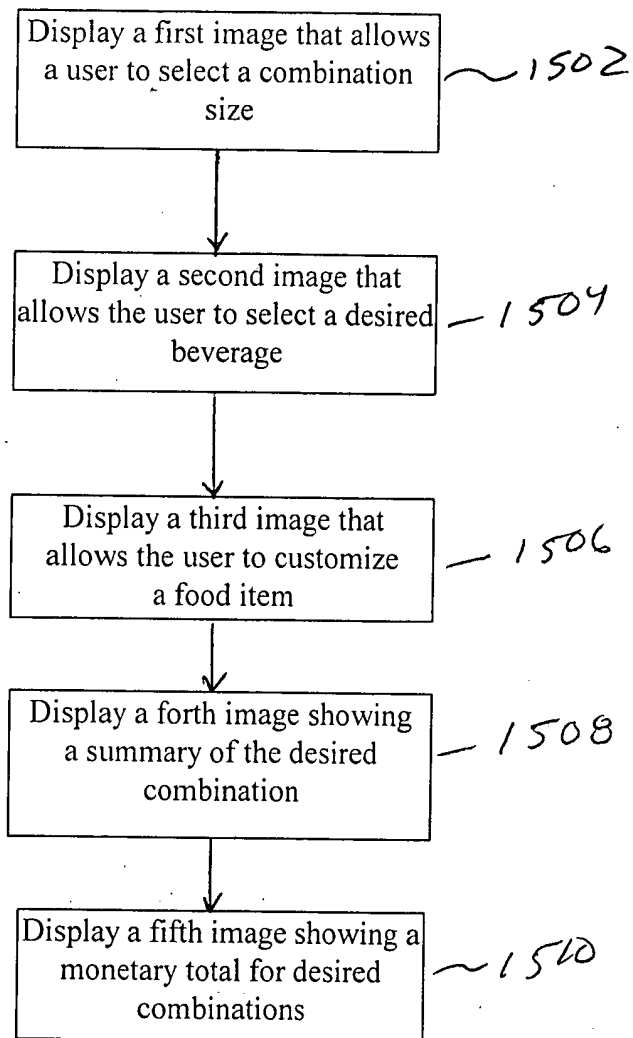 Display a first image that allows
a user to select a combination
size
1502
Display a second image that
allows the user to select a desired
beverage
1504
Display a third image that
allows the user to customize
a food item
1506
Display a forth image showing
a summary of the desired
combination
1508
Display a fifth image showing a
monetary total for desired
combinations
1510